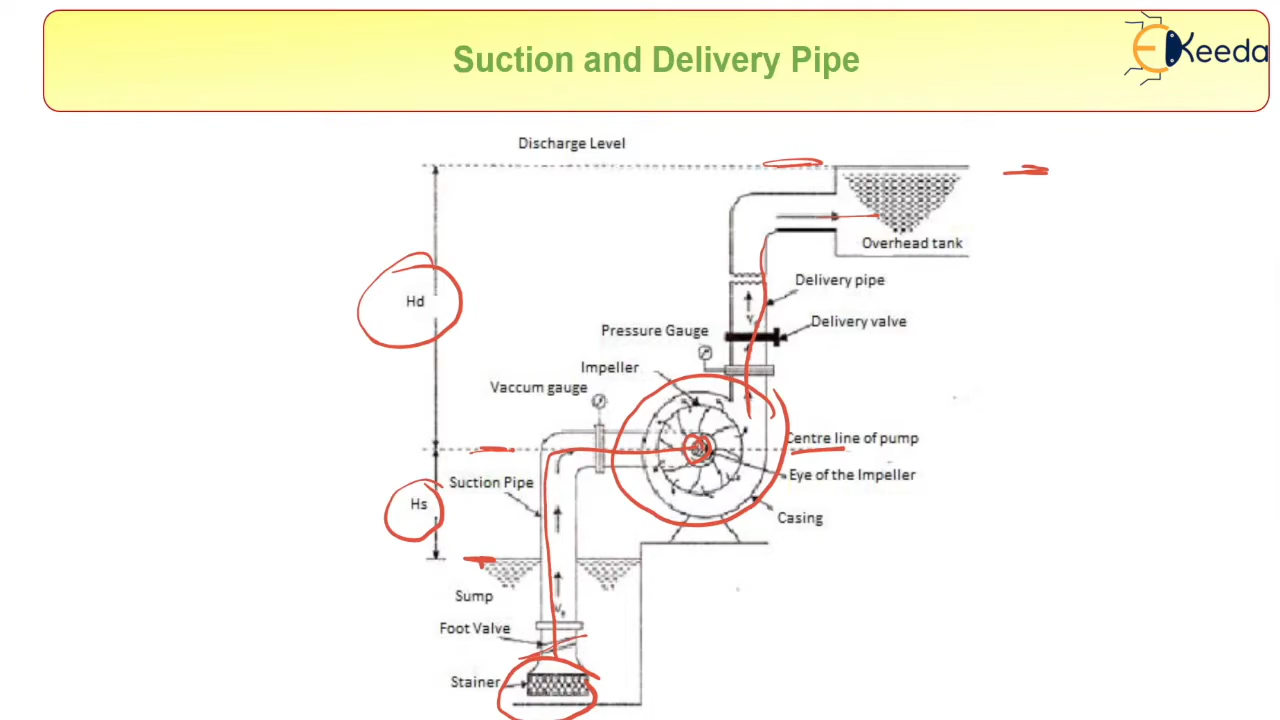 Suction and Delivery Pipe
EKeeda
Discharge Level
Overhead tank
Hd
Delivery pipe
Delivery valve
Pressure Gauge
Impeller
Vaccum gauge
Centre line of pump
Eye of the Impeller
Suction Pipe
Hs
Casing
Sump
Foot Valve
Stainer